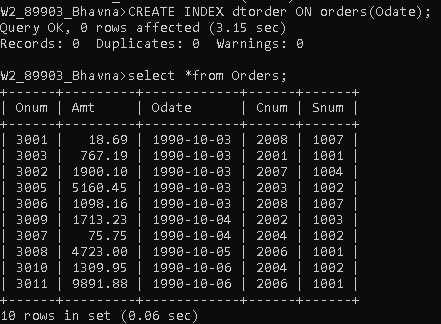 W2_89903_Bhavna>CREATE INDEX dtorder ON orders(Odate);
Query OK, 0 rows affected (3.15 sec)
Records: 0  Duplicates: 0  Warnings: 0

W2_89903_Bhavna>select *from Orders;
+------+---------+------------+------+------+
| Onum | Amt     | Odate      | Cnum | Snum |
+------+---------+------------+------+------+
| 3001 |   18.69 | 1990-10-03 | 2008 | 1007 |
| 3003 |  767.19 | 1990-10-03 | 2001 | 1001 |
| 3002 | 1900.10 | 1990-10-03 | 2007 | 1004 |
| 3005 | 5160.45 | 1990-10-03 | 2003 | 1002 |
| 3006 | 1098.16 | 1990-10-03 | 2008 | 1007 |
| 3009 | 1713.23 | 1990-10-04 | 2002 | 1003 |
| 3007 |   75.75 | 1990-10-04 | 2004 | 1002 |
| 3008 | 4723.00 | 1990-10-05 | 2006 | 1001 |
| 3010 | 1309.95 | 1990-10-06 | 2004 | 1002 |
| 3011 | 9891.88 | 1990-10-06 | 2006 | 1001 |
+------+---------+------------+------+------+
10 rows in set (0.06 sec)